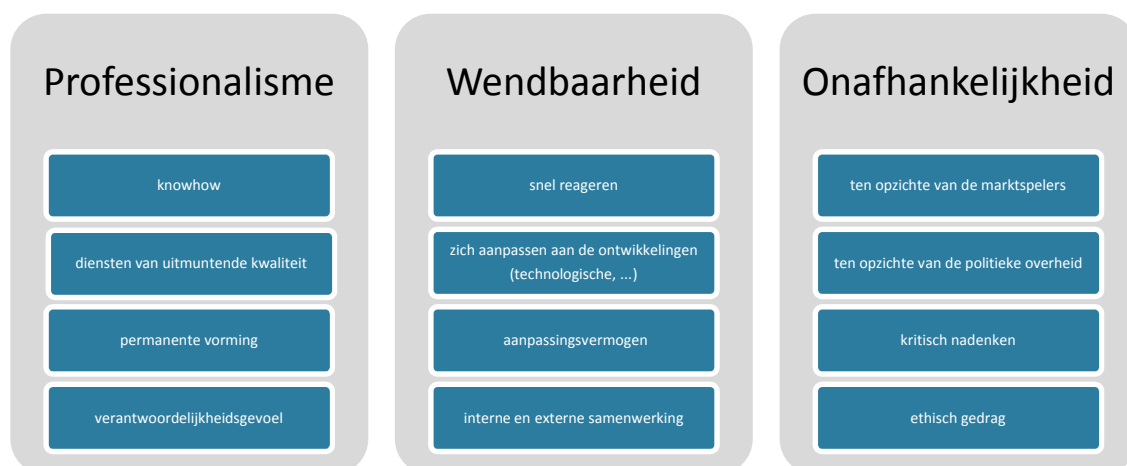 Professionalisme
knowhow
diensten van uitmuntende kwaliteit
permanente vorming
verantwoordelijkheidsgevoel
Wendbaarheid
snel reageren
zich aanpassen aan de ontwikkelingen
(technologische, ...)
aanpassingsvermogen
interne en externe samenwerking
Onafhankelijkheid
ten opzichte van de marktspelers
ten opzichte van de politieke overheid
kritisch nadenken
ethisch gedrag